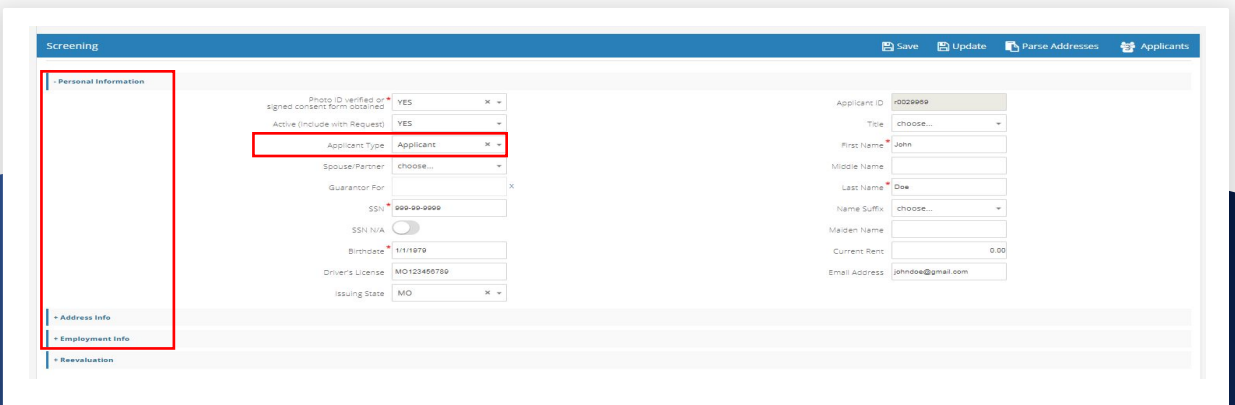 Screening Save Update Parse Addresses Applicants
- Personal Information
Photo ID verified or * YES × Applicant ID r0029969
signed consent form obtained
Active (Include with Request) YES Title choose...
Applicant Type Applicant × First Name * John
Spouse/Partner choose... Middle Name
Guarantor For X Last Name * Doe
SSN * 999-99-9999 Name Suffix choose...
SSN N/A Maiden Name
Birthdate * 1/1/1979 Current Rent 0.00
Driver's License MO123456789 Email Address johndoe@gmail.com
Issuing State MO ×
+ Address Info
+ Employment Info
+ Reevaluation